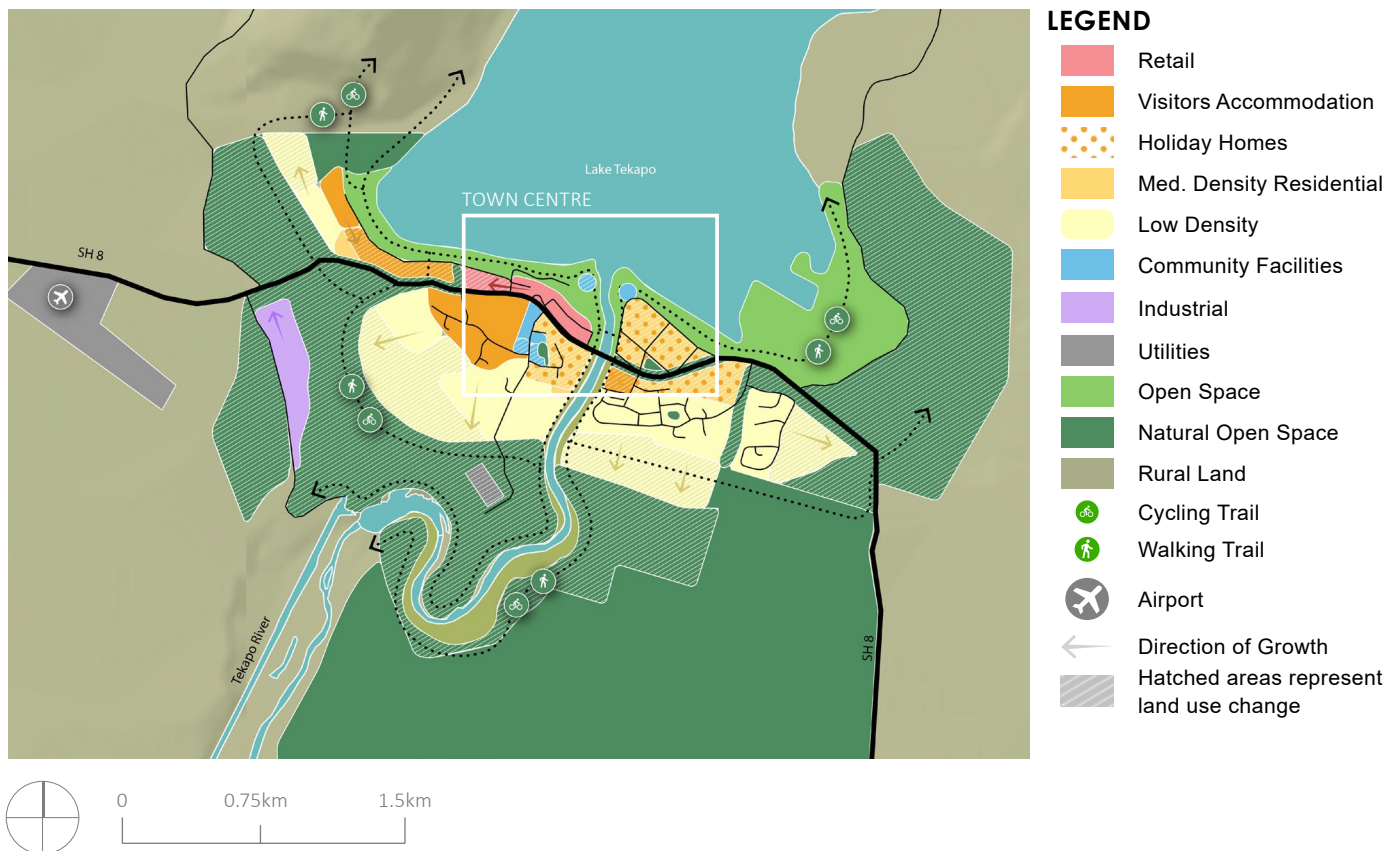 LEGEND
Retail
Visitors Accommodation
Holiday Homes
Med. Density Residential
Low Density
Community Facilities
Industrial
Utilities
Open Space
Natural Open Space
Rural Land
Cycling Trail
Walking Trail
Airport
Direction of Growth
Hatched areas represent
land use change
Lake Tekapo
TOWN CENTRE
SH 8
Tekapo River
SH 8
0
0.75km
1.5km